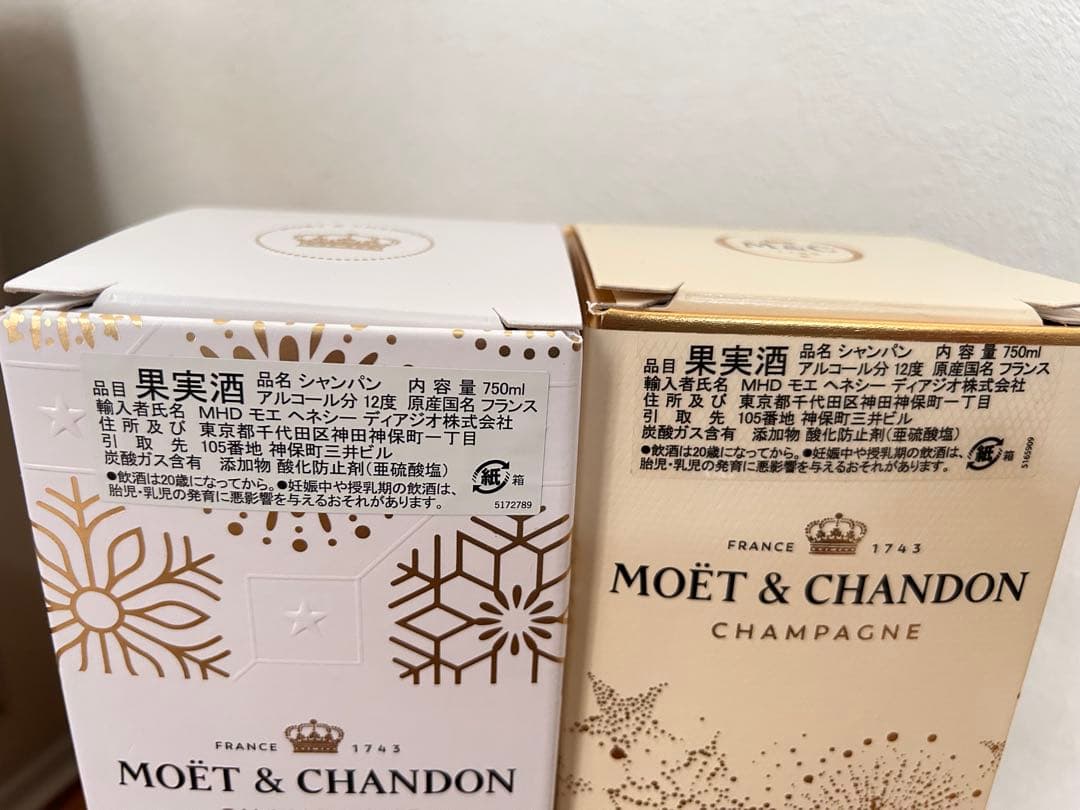 品目 果実酒 品名 シャンパン 内容量 750ml
アルコール分 12度 原産国名 フランス
輸入者氏名 MHD モエ ヘネシー ディアジオ株式会社
住所及び 東京都千代田区神田神保町一丁目
引取先 105番地 神保町三井ビル
炭酸ガス含有 添加物 酸化防止剤(亜硫酸塩)
●飲酒は20歳になってから。●妊娠中や授乳期の飲酒は、
胎児・乳児の発育に悪影響を与えるおそれがあります。
紙 箱
5172789
FRANCE 1743
MOËT & CHANDON
M&C
品目 果実酒 品名 シャンパン 内容量 750ml
アルコール分 12度 原産国名 フランス
輸入者氏名 MHD モエ ヘネシー ディアジオ株式会社
住所及び 東京都千代田区神田神保町一丁目
引取先 105番地 神保町三井ビル
炭酸ガス含有 添加物 酸化防止剤(亜硫酸塩)
●飲酒は20歳になってから。●妊娠中や授乳期の飲酒は、
胎児・乳児の発育に悪影響を与えるおそれがあります。
紙 箱
5165909
FRANCE 1743
MOËT & CHANDON
CHAMPAGNE